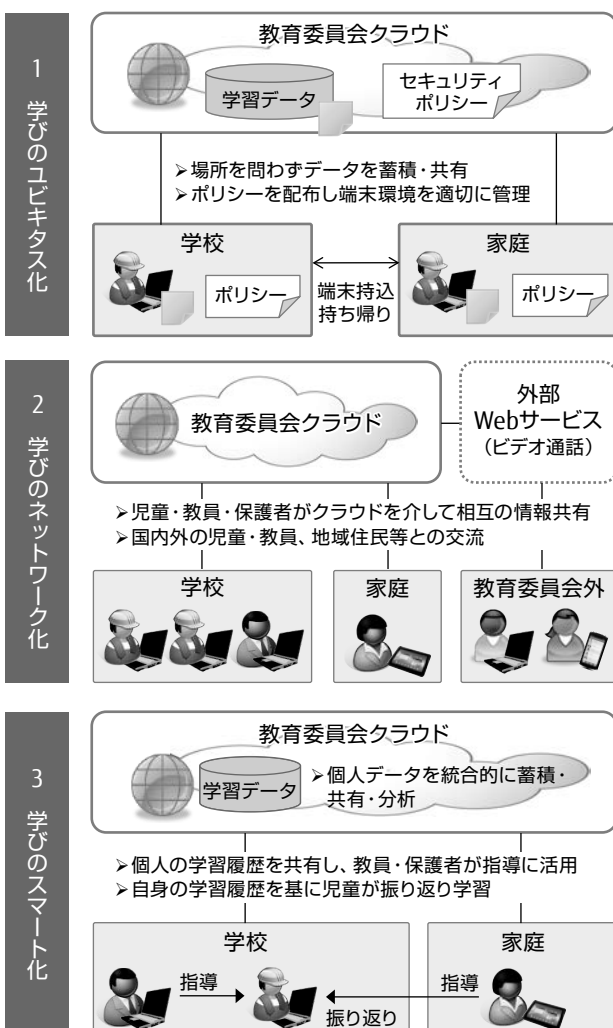 1 学びのユビキタス化
教育委員会クラウド
学習データ
セキュリティ
ポリシー
➢場所を問わずデータを蓄積・共有
➢ポリシーを配布し端末環境を適切に管理
学校
ポリシー
端末持込
持ち帰り
家庭
ポリシー
2 学びのネットワーク化
教育委員会クラウド
外部
Webサービス
（ビデオ通話）
➢児童・教員・保護者がクラウドを介して相互の情報共有
➢国内外の児童・教員、地域住民等との交流
学校
家庭
教育委員会外
3 学びのスマート化
教育委員会クラウド
学習データ
➢個人データを統合的に蓄積・
共有・分析
➢個人の学習履歴を共有し、教員・保護者が指導に活用
➢自身の学習履歴を基に児童が振り返り学習
学校
家庭
指導
指導
振り返り